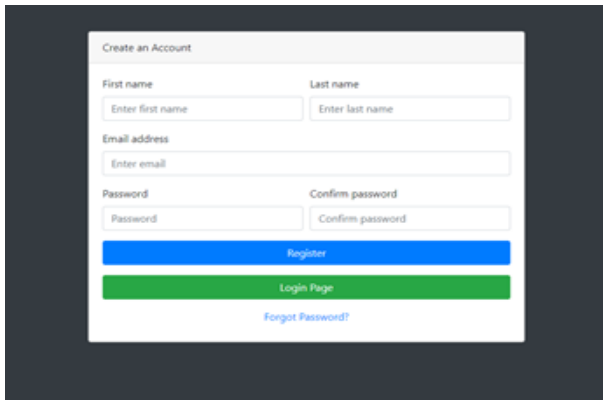 Create an Account
First name Last name
Enter first name Enter last name
Email address
Enter email
Password Confirm password
Password Confirm password
Register
Login Page
Forgot Password?